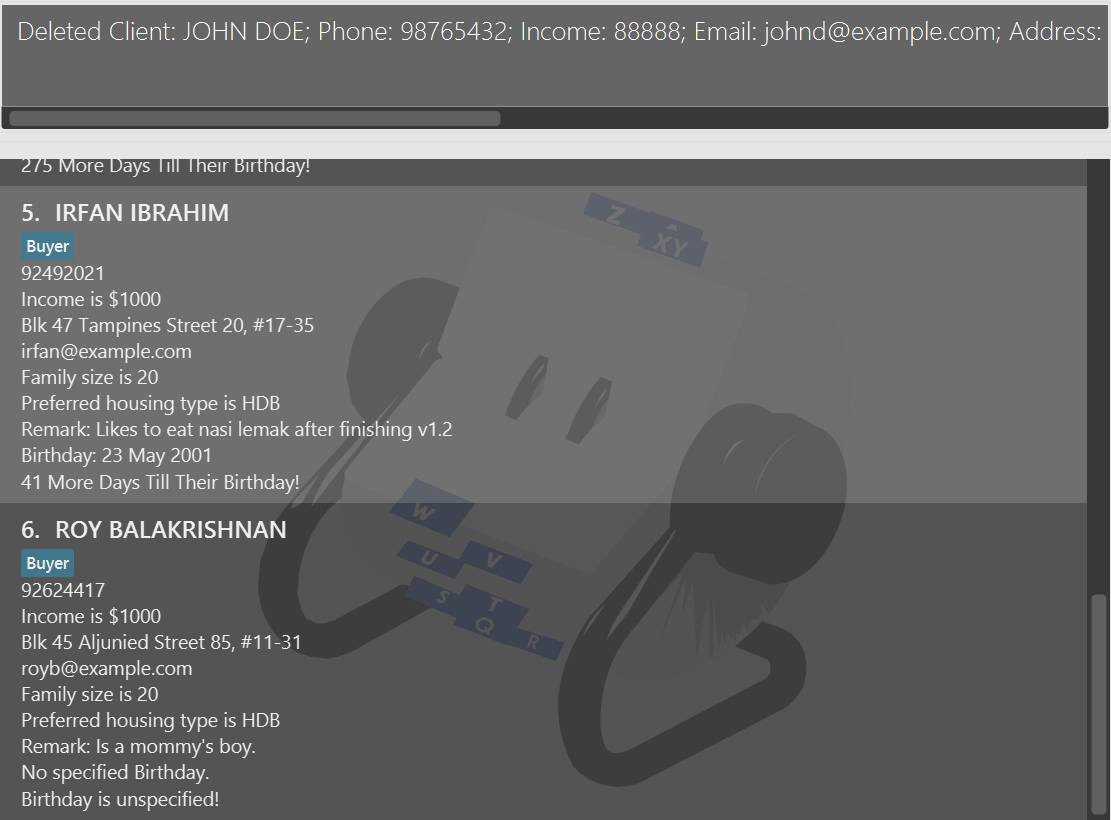 Deleted Client: JOHN DOE; Phone: 98765432; Income: 88888; Email: johnd@example.com; Address:
275 More Days Till Their Birthday!
5. IRFAN IBRAHIM
Buyer
92492021
Income is $1000
Blk 47 Tampines Street 20, #17-35
irfan@example.com
Family size is 20
Preferred housing type is HDB
Remark: Likes to eat nasi lemak after finishing v1.2
Birthday: 23 May 2001
41 More Days Till Their Birthday!
6. ROY BALAKRISHNAN
Buyer
92624417
Income is $1000
Blk 45 Aljunied Street 85, #11-31
royb@example.com
Family size is 20
Preferred housing type is HDB
Remark: Is a mommy's boy.
No specified Birthday.
Birthday is unspecified!
Z
XY
W
U V
S T
Q R